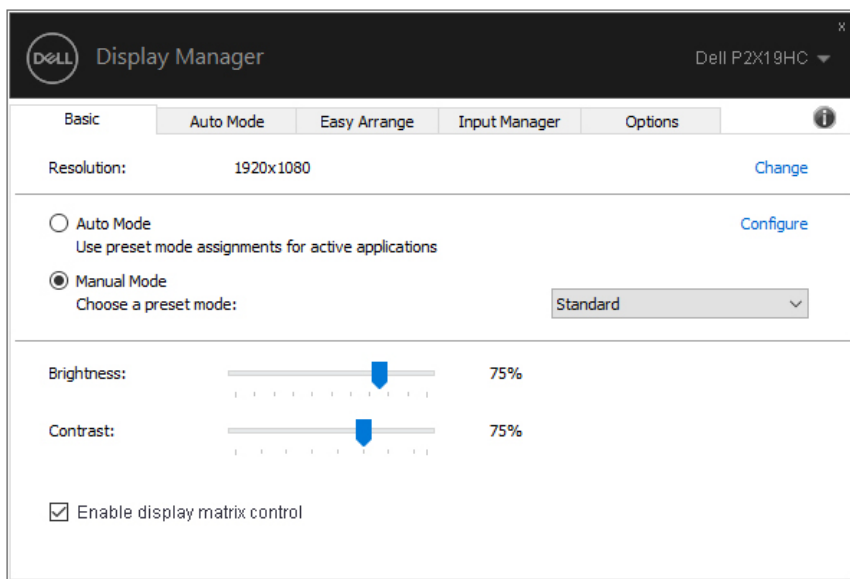 x
DELL Display Manager Dell P2X19HC
Basic Auto Mode Easy Arrange Input Manager Options i
Resolution: 1920x1080 Change
Auto Mode Configure
Use preset mode assignments for active applications
Manual Mode
Choose a preset mode: Standard
Brightness: 75%
Contrast: 75%
Enable display matrix control